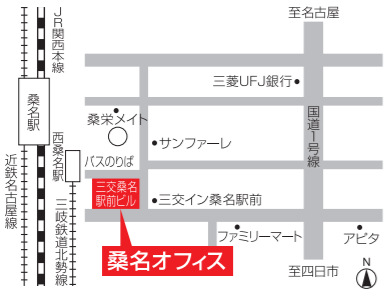 至名古屋
JR関西本線
三菱UFJ銀行
桑名駅
国道1号線
桑栄メイト
サンファーレ
西桑名駅
バスのりば
近鉄名古屋線
三交桑名
駅前ビル
三交イン桑名駅前
三岐鉄道北勢線
ファミリーマート
アピタ
桑名オフィス
至四日市
N